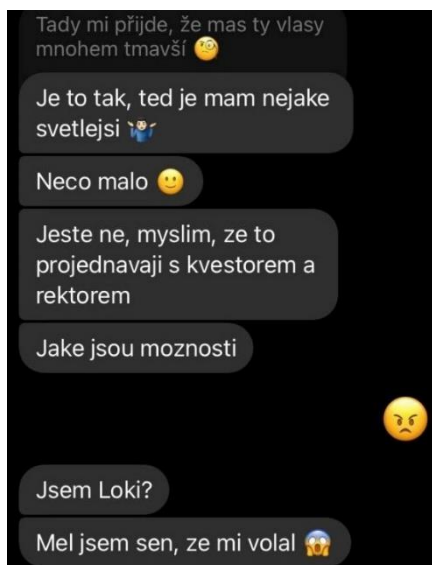 Tady mi přijde, že mas ty vlasy
mnohem tmavší 🧐
Je to tak, ted je mam nejake
svetlejsi 🤷🏻‍♂️
Neco malo 🙂
Jeste ne, myslim, ze to
projednavaji s kvestorem a
rektorem
Jake jsou moznosti
😠
Jsem Loki?
Mel jsem sen, ze mi volal 😱